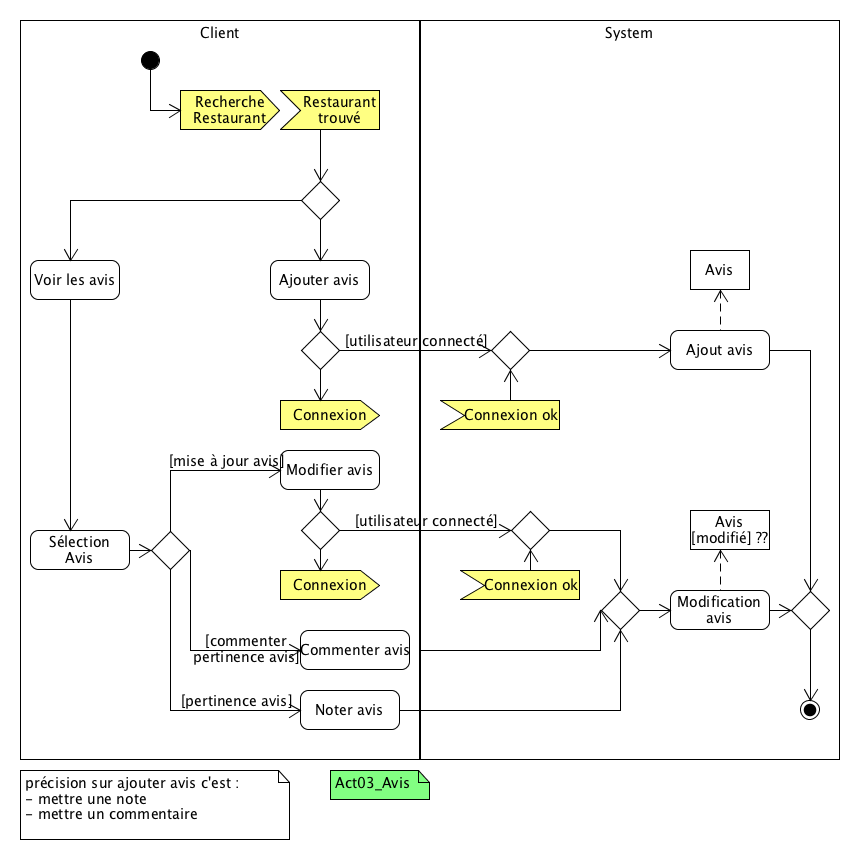 Client
System
Recherche
Restaurant
Restaurant
trouvé
Voir les avis
Ajouter avis
Avis
[utilisateur connecté]
Ajout avis
Connexion
Connexion ok
[mise à jour avis]
Modifier avis
Sélection
Avis
[utilisateur connecté]
Avis
[modifié] ??
Connexion
Connexion ok
Modification
avis
[commenter
pertinence avis]
Commenter avis
[pertinence avis]
Noter avis
précision sur ajouter avis c'est :
– mettre une note
– mettre un commentaire
Act03_Avis